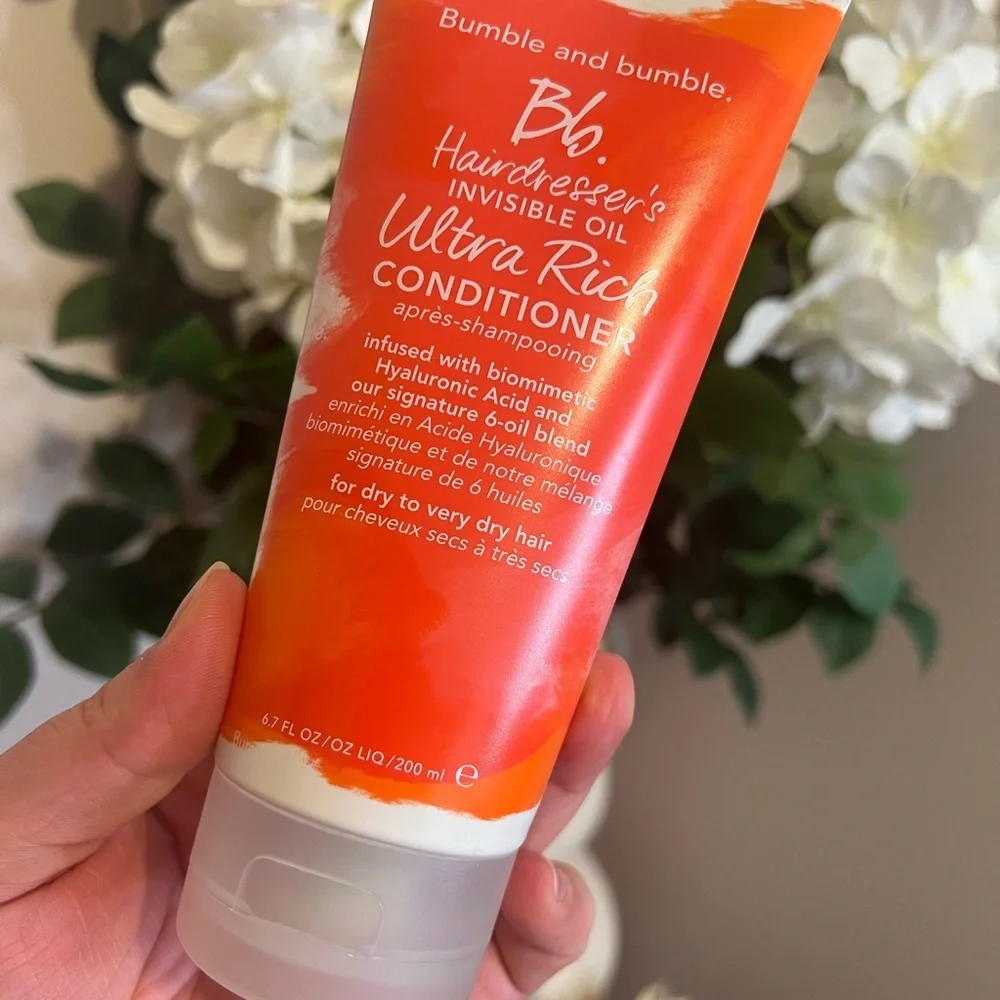 Bumble and bumble.
Bb.
Hairdresser's
INVISIBLE OIL
Ultra Rich
CONDITIONER
après-shampooing
infused with biomimetic
Hyaluronic Acid and
our signature 6-oil blend
enrichi en Acide Hyaluronique
biomimétique et de notre mélange
signature de 6 huiles
for dry to very dry hair
pour cheveux secs à très secs
6.7 FL OZ/OZ LIQ/200 ml ℮